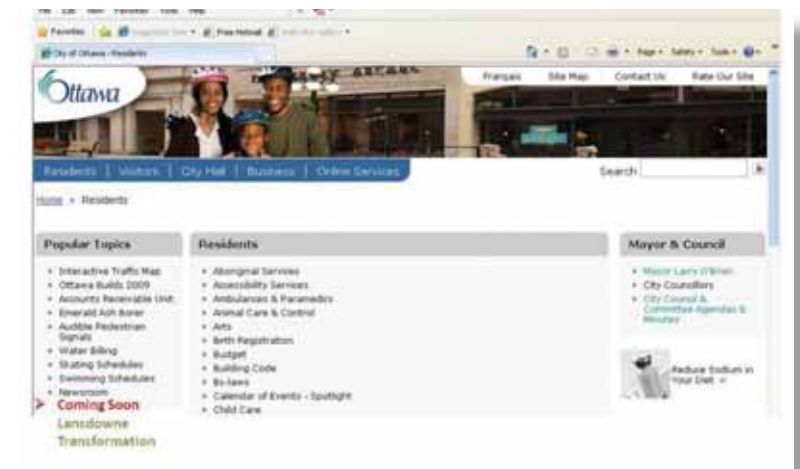 Favorites
Free Hotmail
City of Ottawa - Residents
Page
Safety
Tools
Ottawa
Français Site Map Contact Us Rate Our Site
Residents | Visitors | City Hall | Business | Online Services
Search
Home » Residents
Popular Topics
Interactive Traffic Map
Ottawa Builds 2009
Accounts Receivable Unit
Emerald Ash Borer
Audible Pedestrian
Signals
Water Billing
Skating Schedules
Swimming Schedules
Newsroom
Coming Soon
Lansdowne
Transformation
Residents
Aboriginal Services
Accessibility Services
Ambulances & Paramedics
Animal Care & Control
Arts
Birth Registration
Budget
Building Code
By-laws
Calendar of Events - Spotlight
Child Care
Mayor & Council
Mayor Larry O'Brien
City Councillors
City Council &
Committee Agendas &
Minutes
Reduce Sodium in
Your Diet